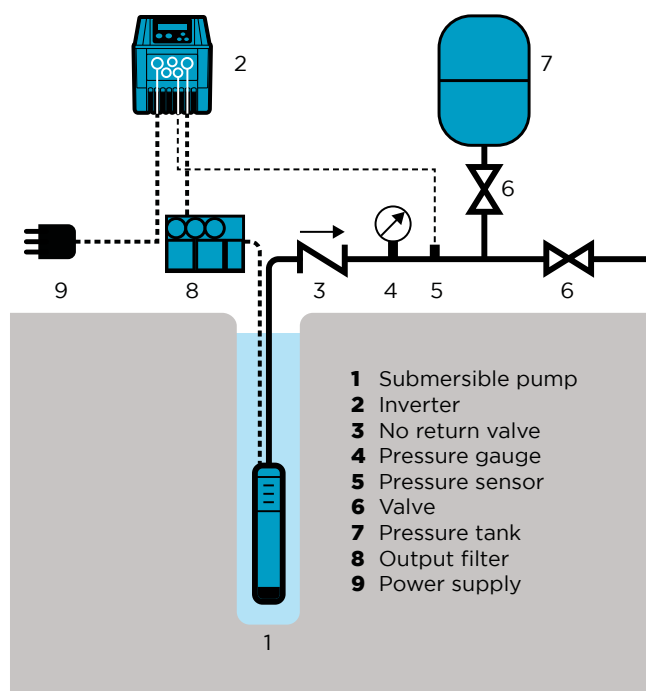 2
7
6
9
8
3
4
5
6
1 Submersible pump
2 Inverter
3 No return valve
4 Pressure gauge
5 Pressure sensor
6 Valve
7 Pressure tank
8 Output filter
9 Power supply
1